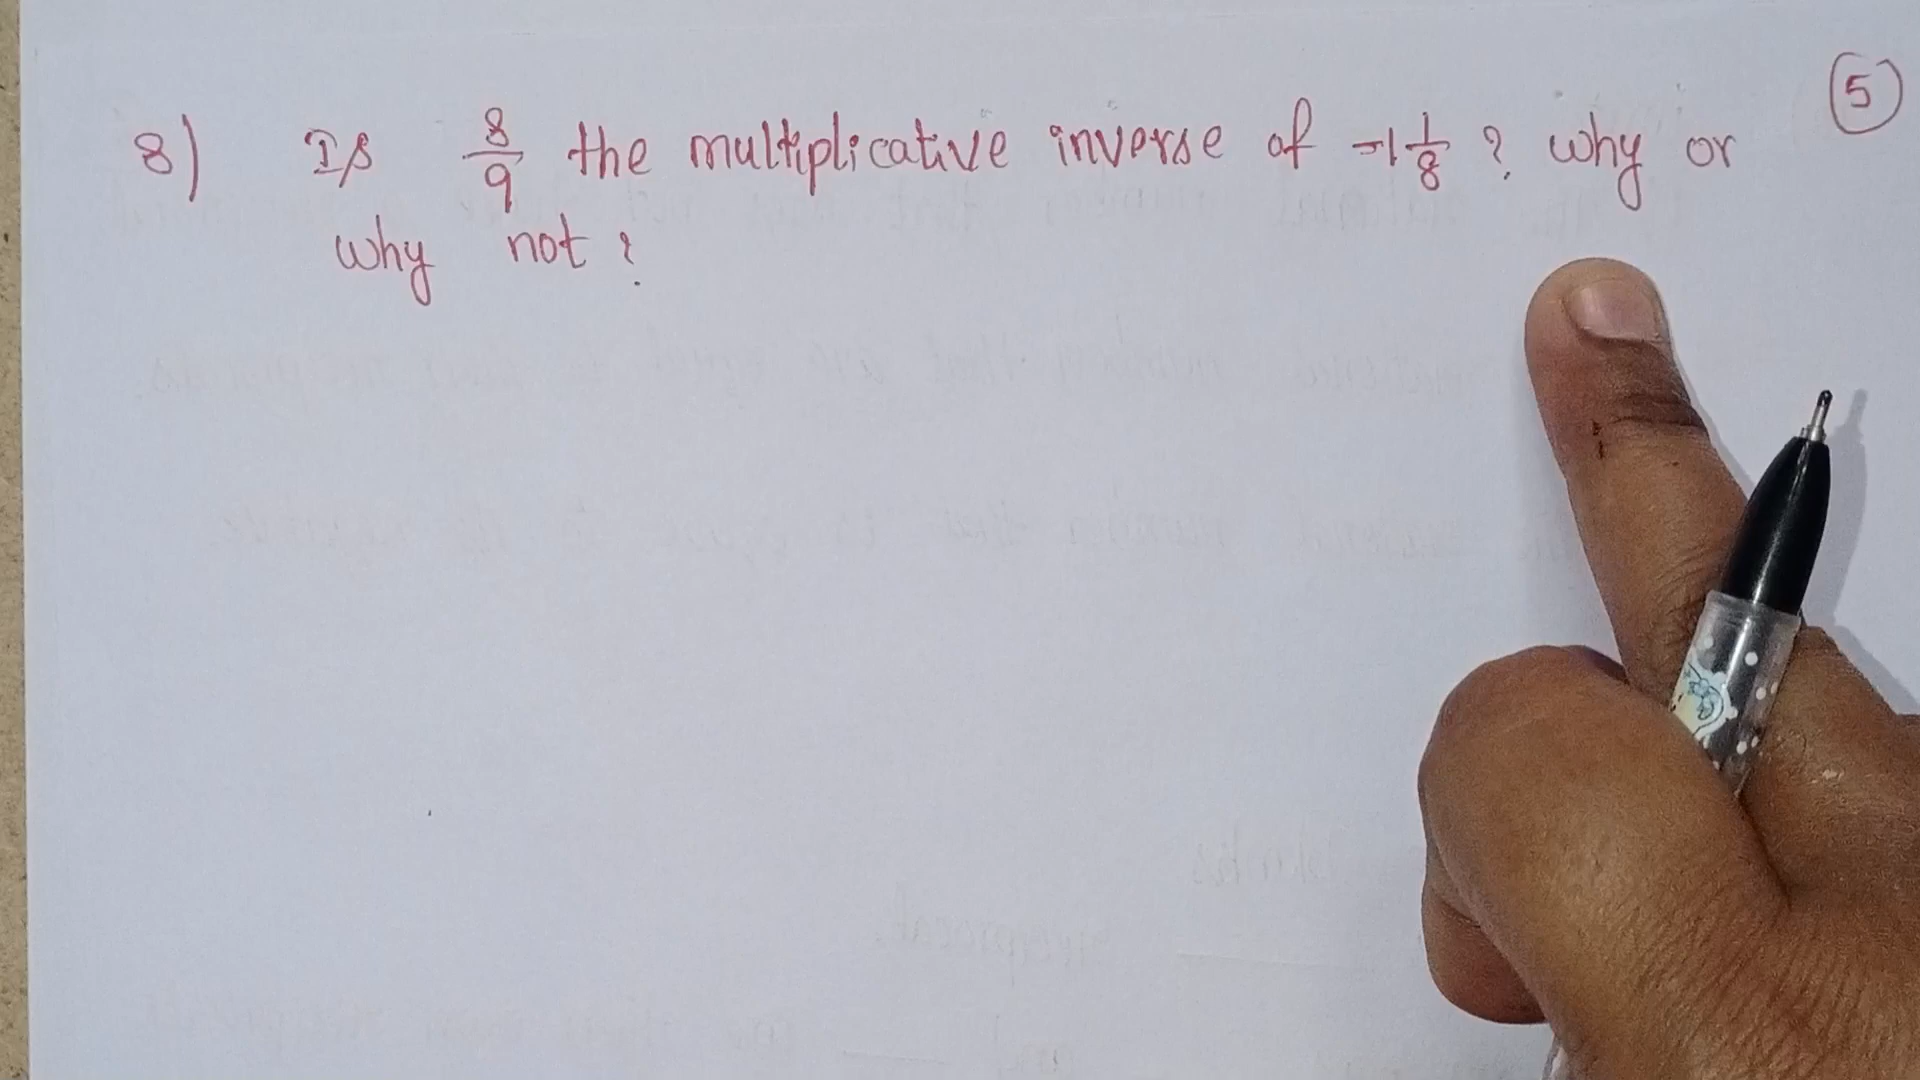 5
8) Is 8/9 the multiplicative inverse of -1 1/8 ? why or
why not ?